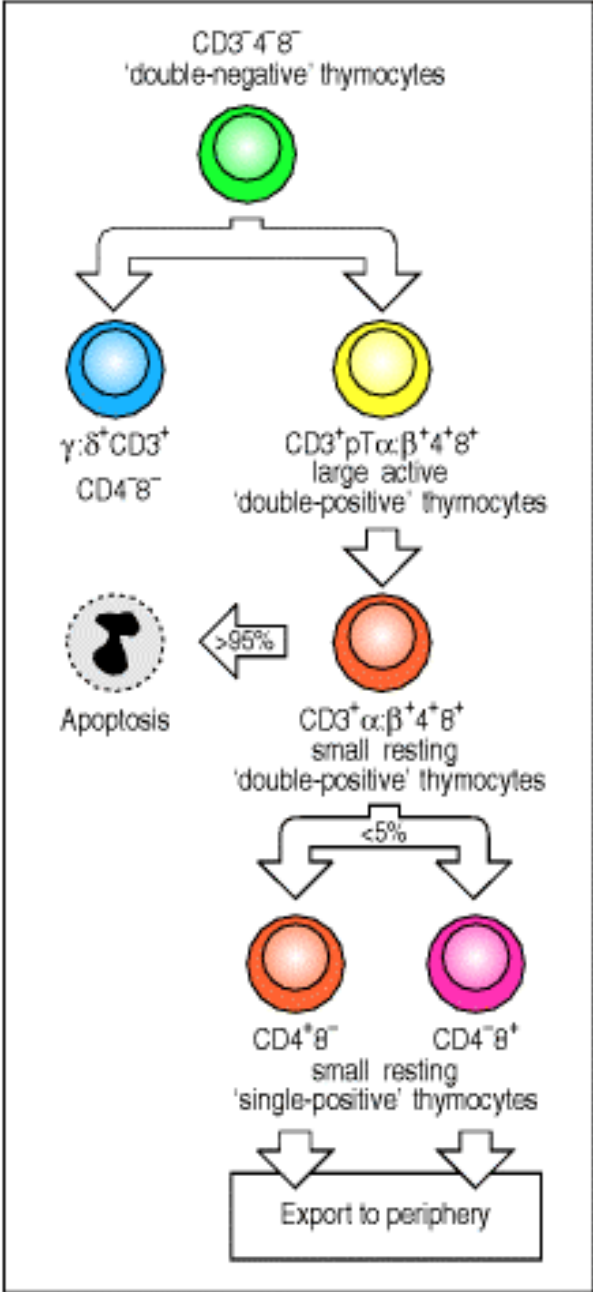 CD3⁻4⁻8⁻
'double-negative' thymocytes
γ:δ⁺CD3⁺
CD4⁻8⁻
CD3⁺pTα:β⁺4⁺8⁺
large active
'double-positive' thymocytes
>95%
Apoptosis
CD3⁺α:β⁺4⁺8⁺
small resting
'double-positive' thymocytes
<5%
CD4⁺8⁻
CD4⁻8⁺
small resting
'single-positive' thymocytes
Export to periphery